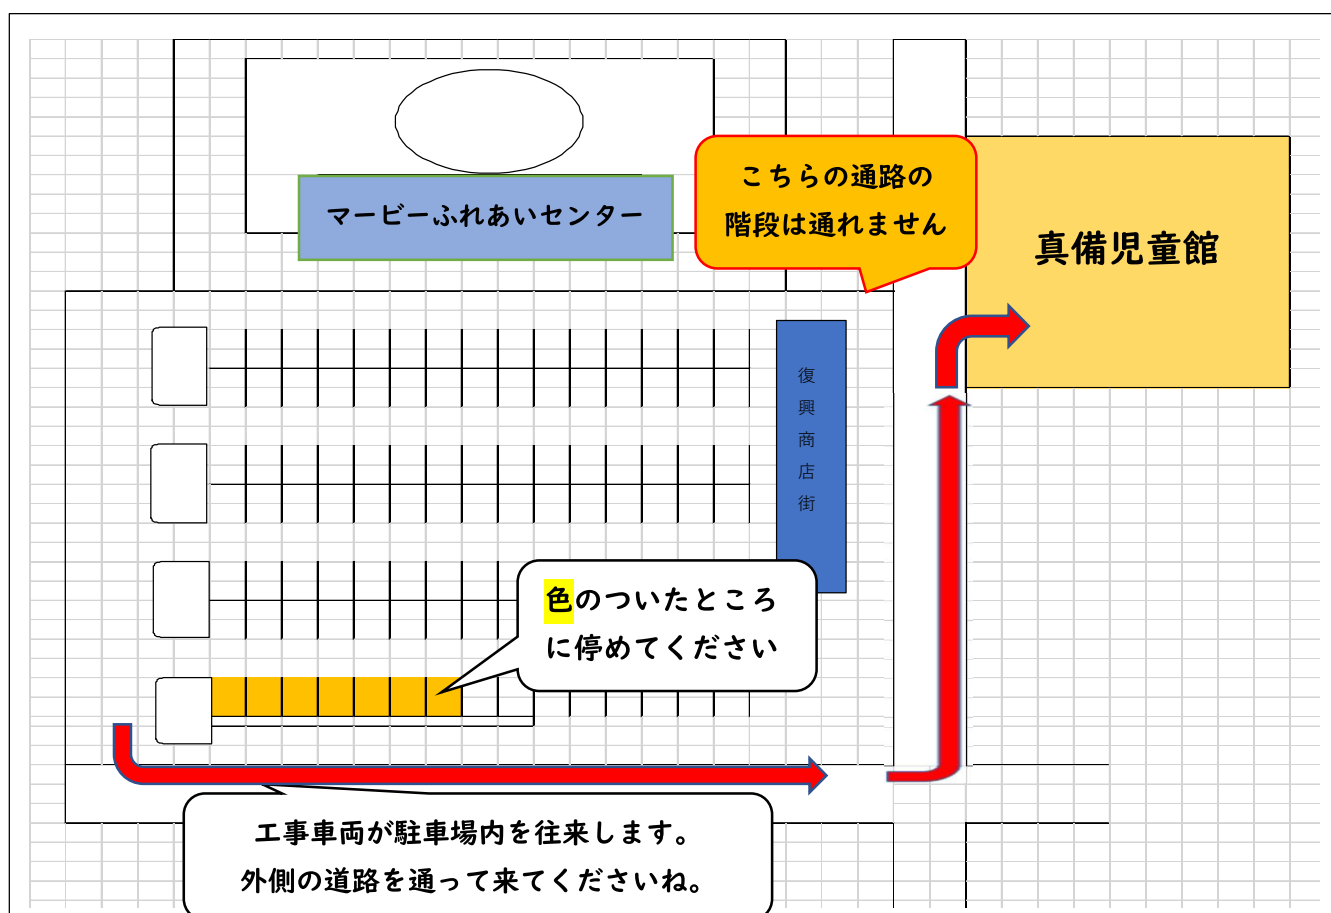 こちらの通路の
階段は通れません
マービーふれあいセンター
真備児童館
復興商店街
色のついたところ
に停めてください
工事車両が駐車場内を往来します。
外側の道路を通って来てくださいね。